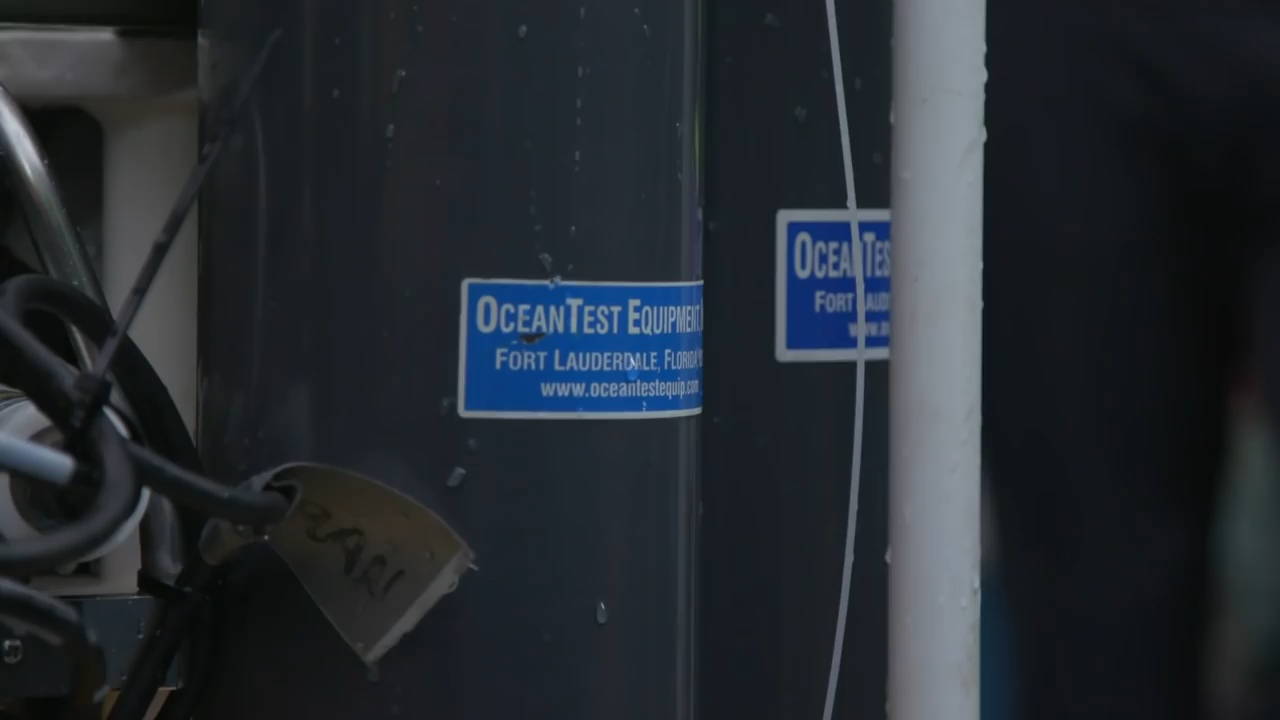 OCEANTEST EQUIPMENT,
FORT LAUDERDALE, FLORIDA
www.oceantestequip.com
OCEANTES
FORT LAUD